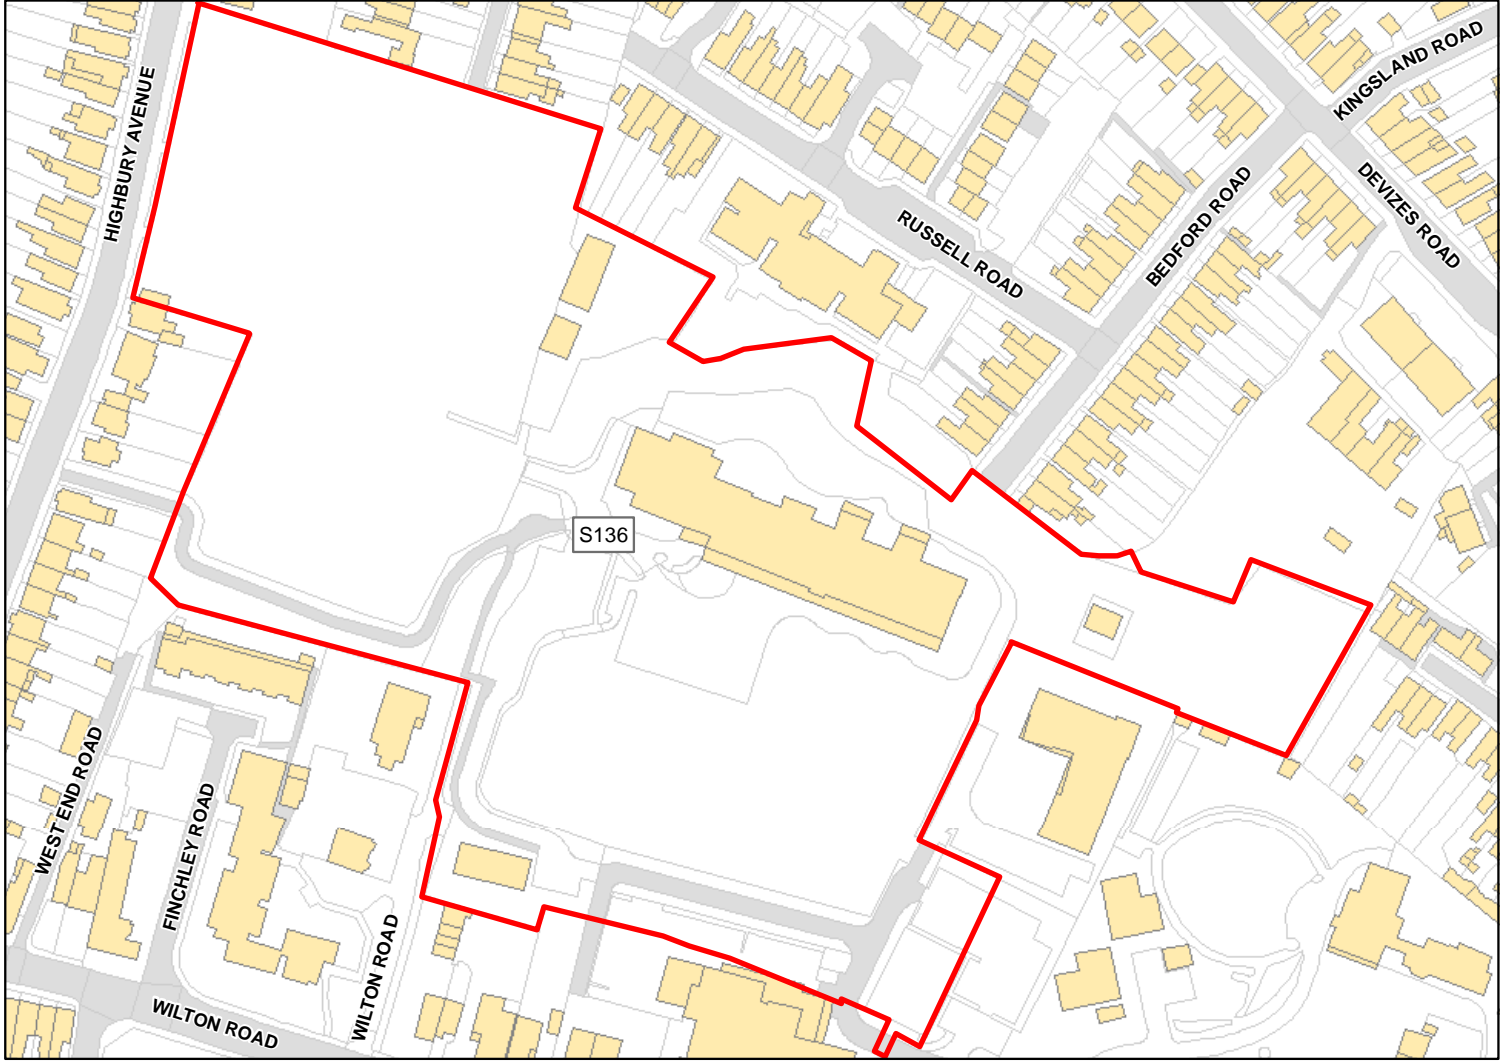 KINGSLAND ROAD
HIGHBURY AVENUE
DEVIZES ROAD
BEDFORD ROAD
RUSSELL ROAD
S136
WEST END ROAD
FINCHLEY ROAD
WILTON ROAD
WILTON ROAD